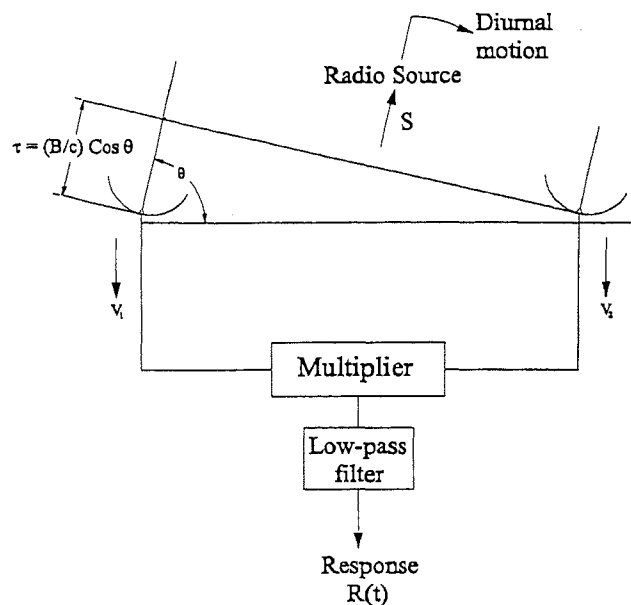 Diurnal
motion
Radio Source
S
τ = (B/c) Cos θ
θ
V₁
V₂
Multiplier
Low-pass
filter
Response
R(t)